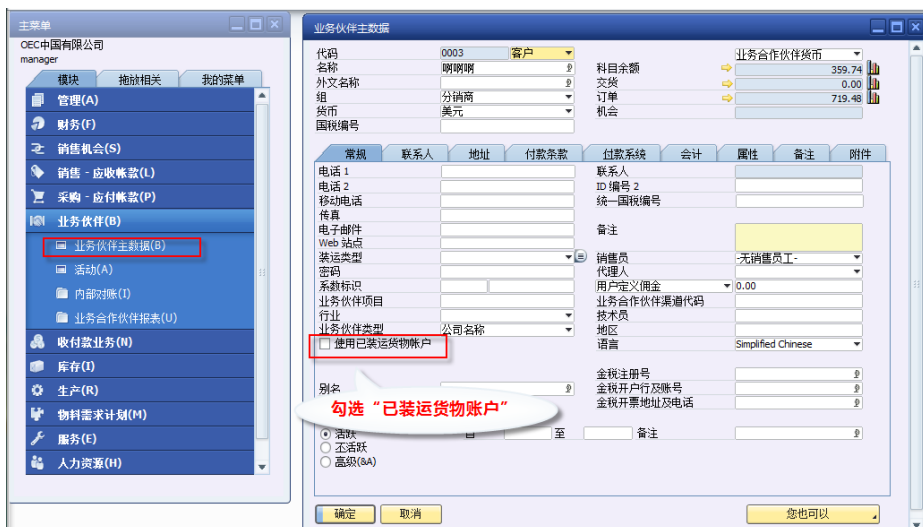 主菜单
OEC中国有限公司
manager
模块 拖放相关 我的菜单
管理(A)
财务(F)
销售机会(S)
销售 - 应收帐款(L)
采购 - 应付帐款(P)
业务伙伴(B)
业务伙伴主数据(B)
活动(A)
内部对账(I)
业务合作伙伴报表(U)
收付款业务(N)
库存(I)
生产(R)
物料需求计划(M)
服务(E)
人力资源(H)
业务伙伴主数据
代码 0003 客户 业务合作伙伴货币
名称 啊啊啊 科目余额 359.74
外文名称 交货 0.00
组 分销商 订单 719.48
货币 美元 机会
国税编号
常规 联系人 地址 付款条款 付款系统 会计 属性 备注 附件
电话 1 联系人
电话 2 ID 编号 2
移动电话 统一国税编号
传真
电子邮件 备注
Web 站点
装运类型 销售员 -无销售员工-
密码 代理人
系数标识 用户定义佣金 0.00
业务伙伴项目 业务合作伙伴渠道代码
行业 技术员
业务伙伴类型 公司名称 地区
使用已装运货物帐户 语言 Simplified Chinese
金税注册号
别名 金税开户行及账号
金税开票地址及电话
勾选“已装运货物账户”
活跃 自 至 备注
不活跃
高级(&A)
确定 取消 您也可以